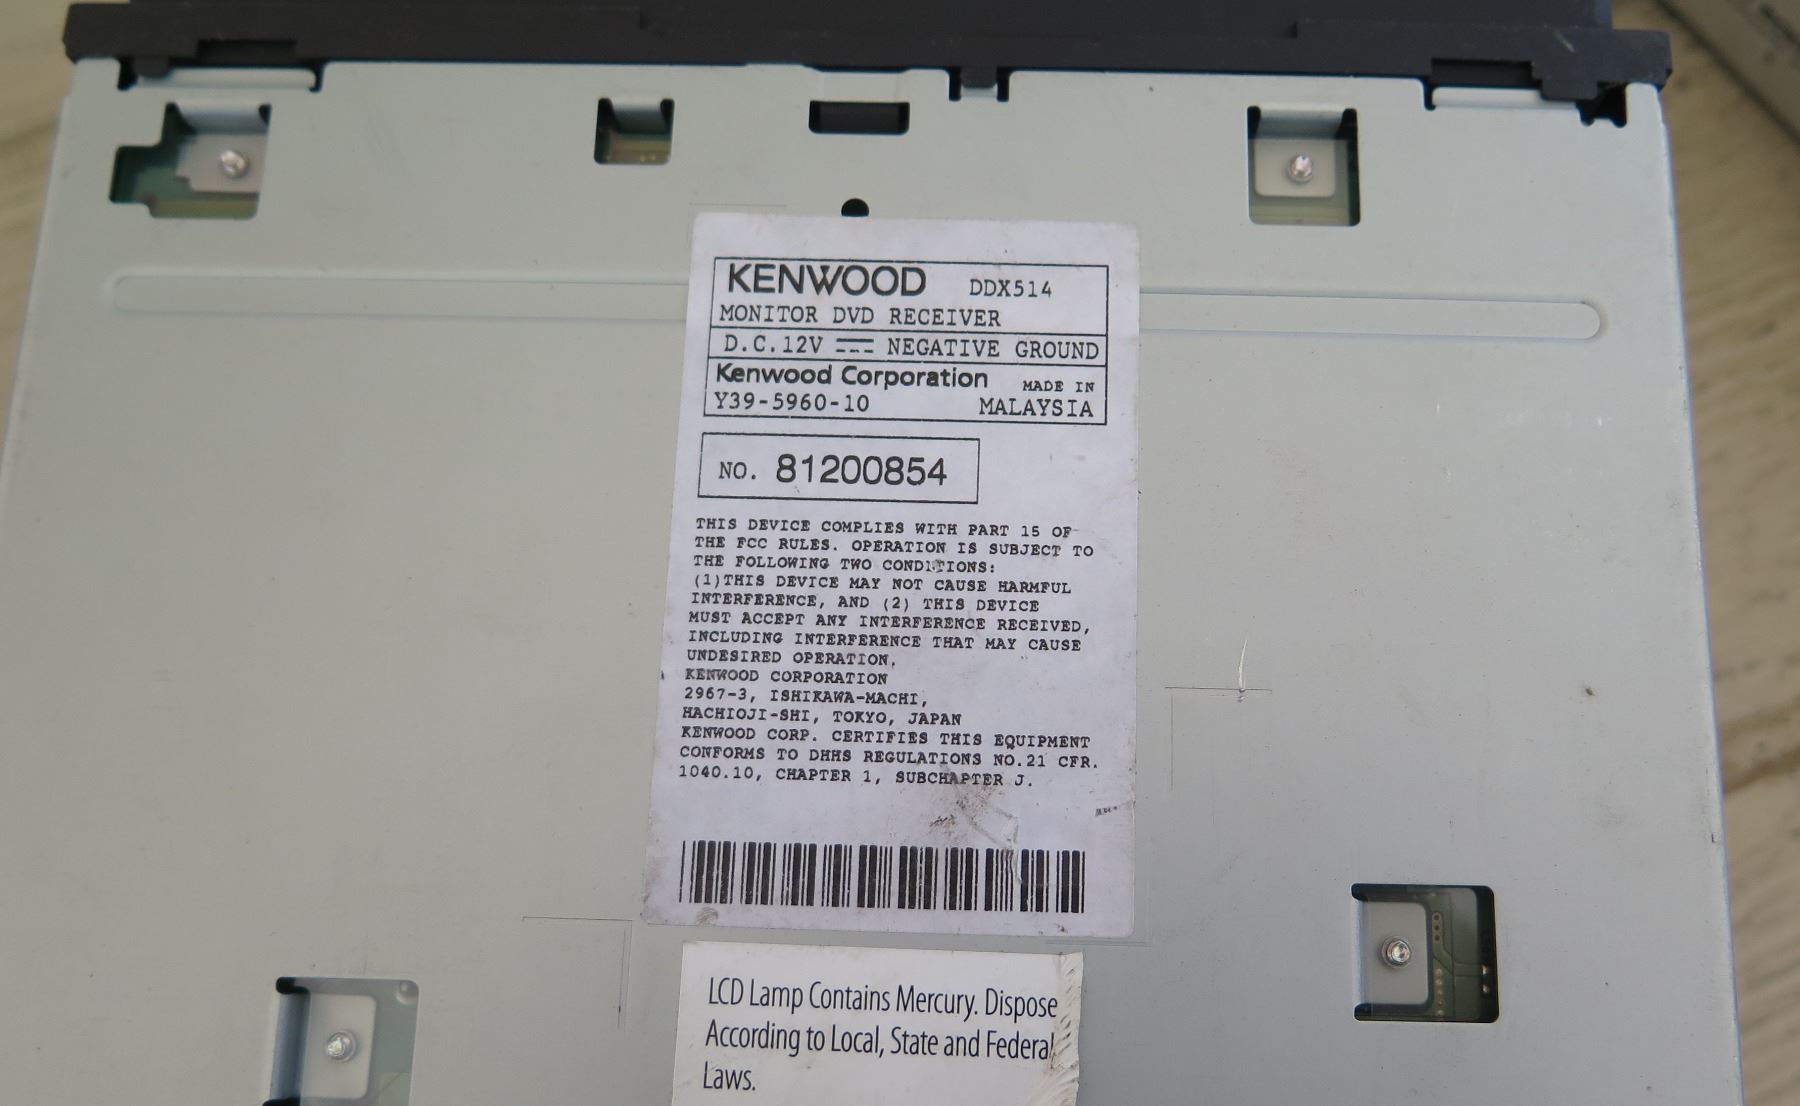 KENWOOD DDX514
MONITOR DVD RECEIVER
D.C.12V NEGATIVE GROUND
Kenwood Corporation MADE IN
Y39-5960-10 MALAYSIA
NO. 81200854
THIS DEVICE COMPLIES WITH PART 15 OF
THE FCC RULES. OPERATION IS SUBJECT TO
THE FOLLOWING TWO CONDITIONS:
(1)THIS DEVICE MAY NOT CAUSE HARMFUL
INTERFERENCE, AND (2) THIS DEVICE
MUST ACCEPT ANY INTERFERENCE RECEIVED,
INCLUDING INTERFERENCE THAT MAY CAUSE
UNDESIRED OPERATION.
KENWOOD CORPORATION
2967-3, ISHIKAWA-MACHI,
HACHIOJI-SHI, TOKYO, JAPAN
KENWOOD CORP. CERTIFIES THIS EQUIPMENT
CONFORMS TO DHHS REGULATIONS NO.21 CFR.
1040.10, CHAPTER 1, SUBCHAPTER J.
LCD Lamp Contains Mercury. Dispose
According to Local, State and Federal
Laws.